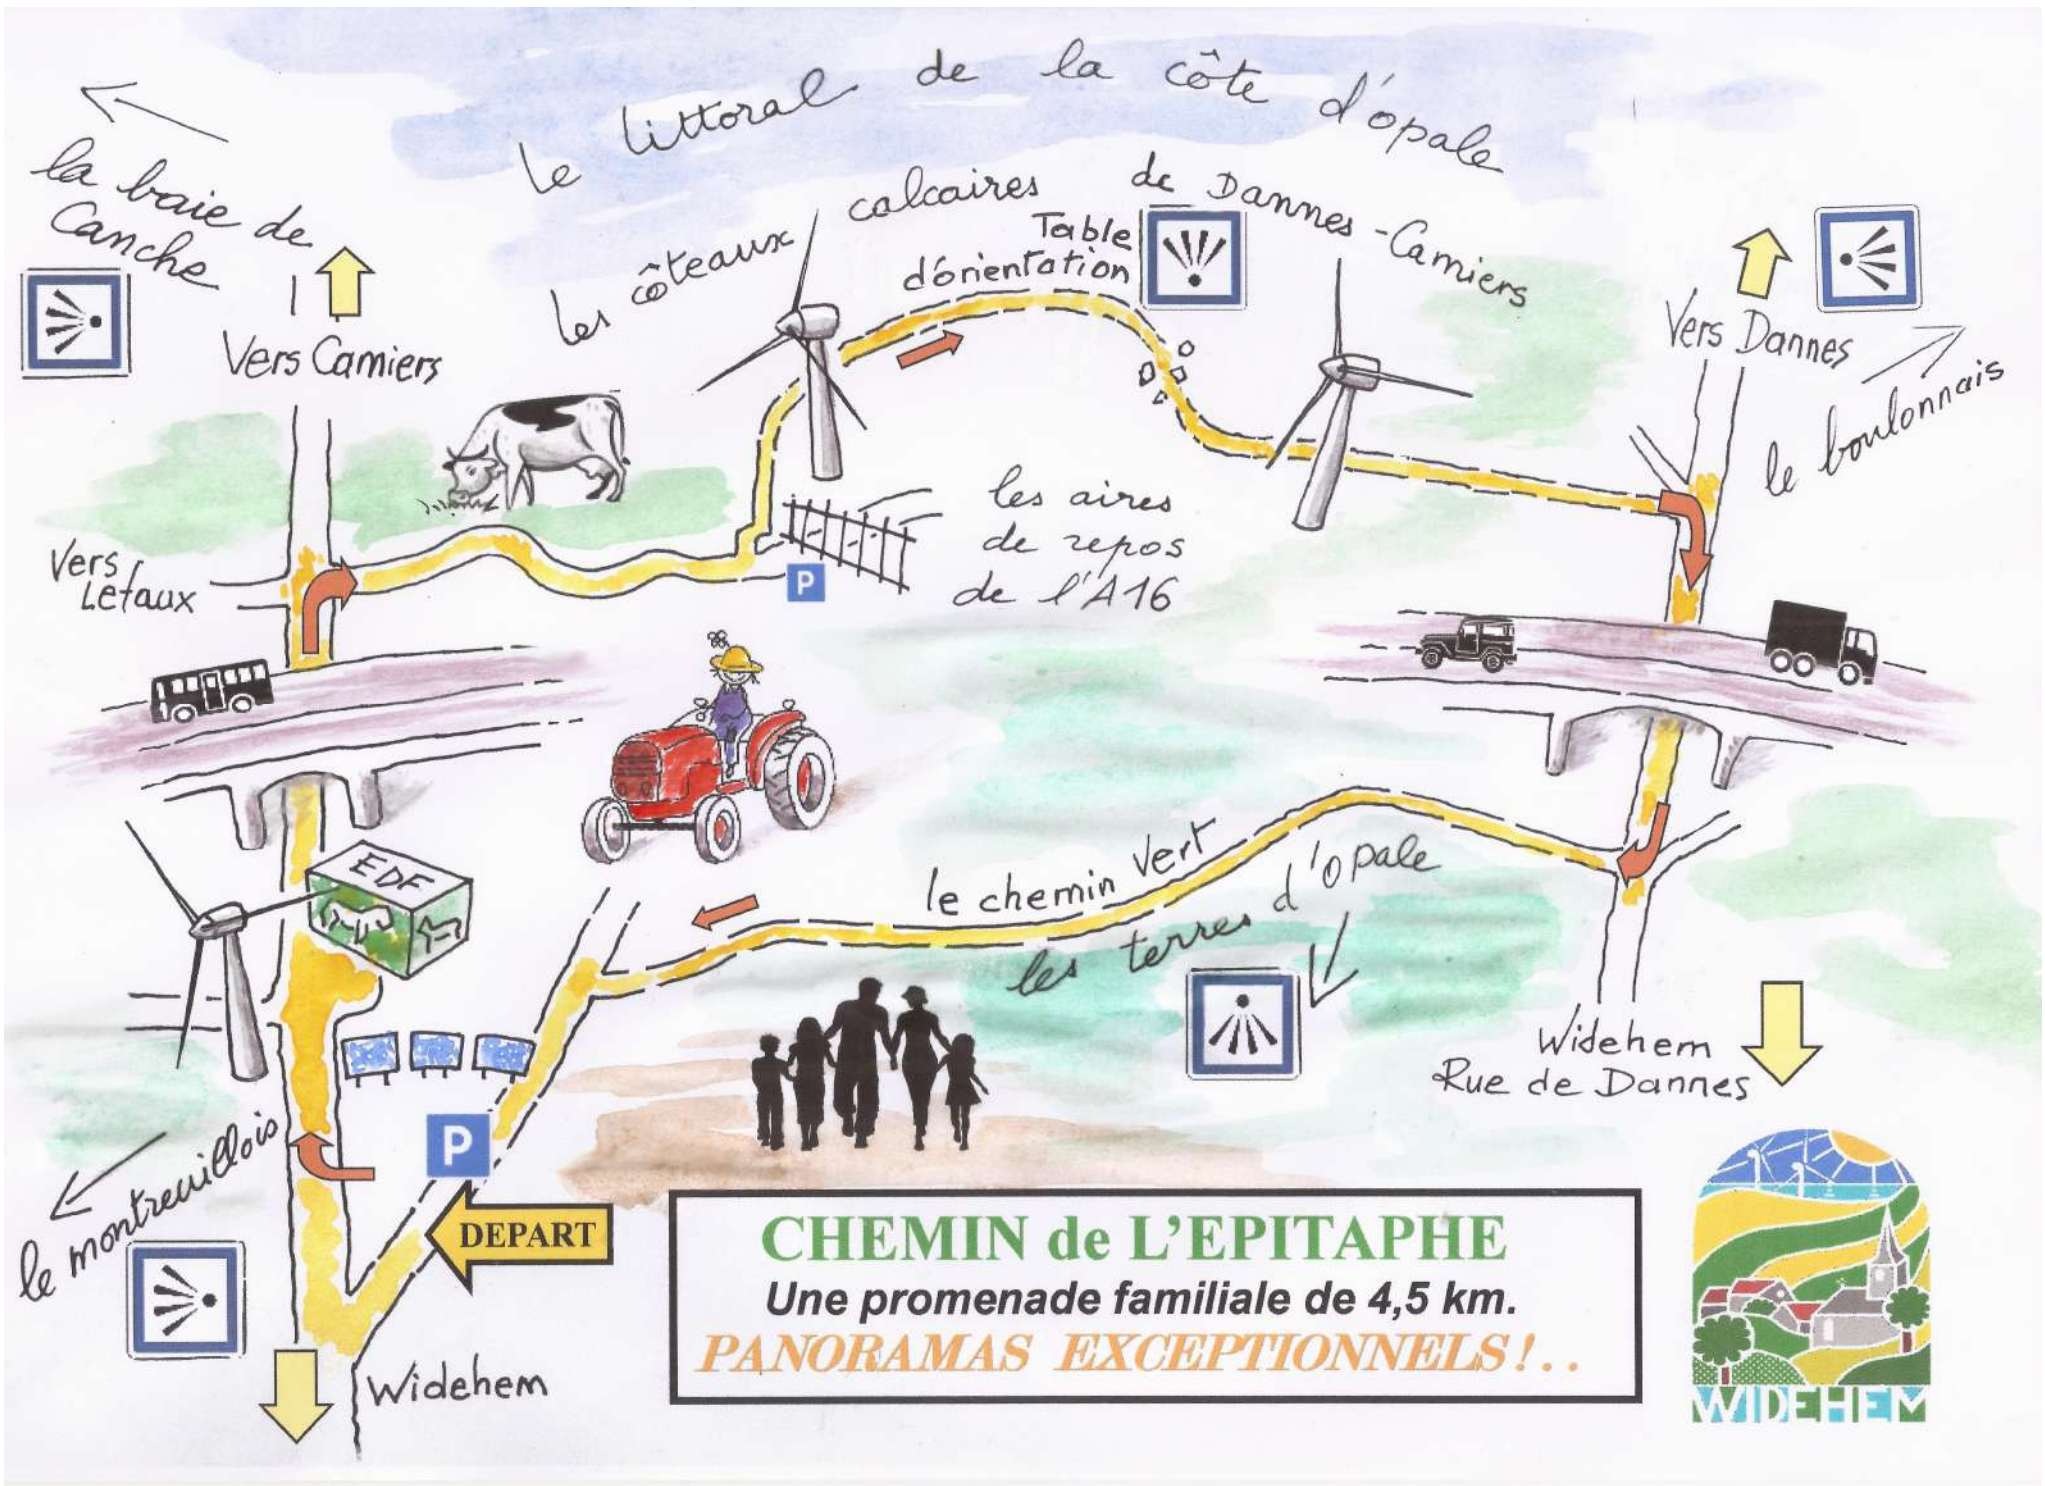 Le littoral de la côte d'opale
la baie de
Canche
les côteaux calcaires de Dannes-Camiers
Table
d'orientation
Vers Camiers
Vers Dannes
le boulonnais
les aires
de repos
de l'A16
Vers
Lefaux
P
EDF
le chemin Vert
les terres d'opale
Widehem
Rue de Dannes
le montreuillois
P
DEPART
Widehem
CHEMIN de L'EPITAPHE
Une promenade familiale de 4,5 km.
PANORAMAS EXCEPTIONNELS!..
WIDEHEM